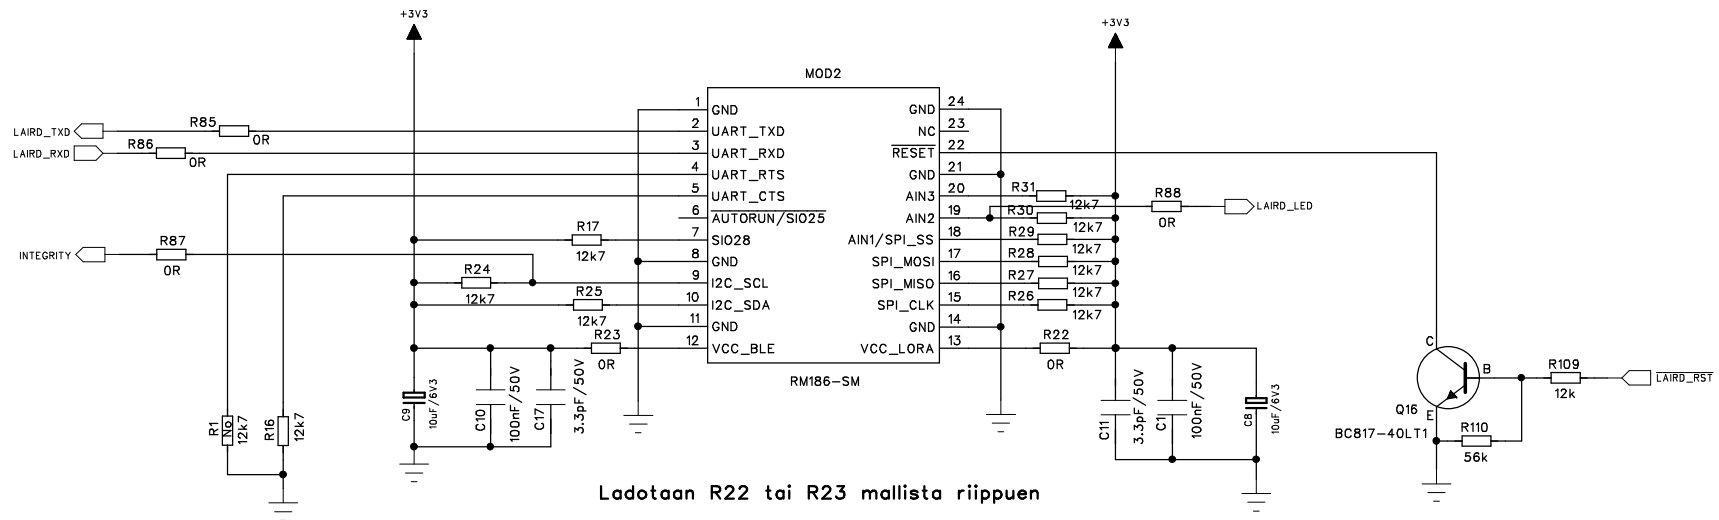 +3V3
+3V3
MOD2
1 GND
GND 24
LAIRD_TXD
R85
0R
2 UART_TXD
NC 23
LAIRD_RXD
R86
0R
3 UART_RXD
RESET 22
4 UART_RTS
GND 21
5 UART_CTS
AIN3 20
R31
12k7
R88
0R
LAIRD_LED
6 AUTORUN/SIO25
AIN2 19
R30
12k7
INTEGRITY
R87
0R
R17
12k7
7 SIO28
AIN1/SPI_SS 18
R29
12k7
8 GND
SPI_MOSI 17
R28
12k7
R24
12k7
9 I2C_SCL
SPI_MISO 16
R27
12k7
R25
12k7
10 I2C_SDA
SPI_CLK 15
R26
12k7
11 GND
GND 14
R23
0R
12 VCC_BLE
VCC_LORA 13
R22
0R
RM186-SM
R1
No
12k7
R16
12k7
C9
10uF/6V3
C10
100nF/50V
C17
3.3pF/50V
C11
3.3pF/50V
C1
100nF/50V
C8
10uF/6V3
C
B
E
Q16
BC817-40LT1
R109
12k
LAIRD_RST
R110
56k
Ladotaan R22 tai R23 mallista riippuen